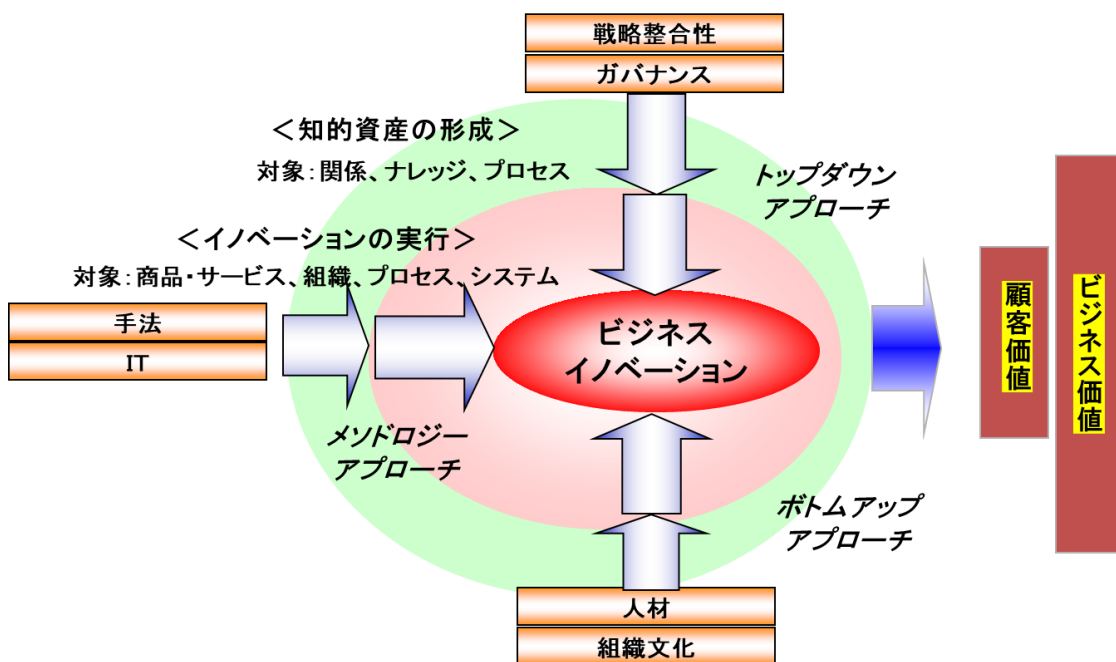 戦略整合性
ガバナンス
＜知的資産の形成＞
対象：関係、ナレッジ、プロセス
トップダウン
アプローチ
＜イノベーションの実行＞
対象：商品・サービス、組織、プロセス、システム
手法
IT
ビジネス
イノベーション
顧客価値
ビジネス価値
メソドロジー
アプローチ
ボトムアップ
アプローチ
人材
組織文化